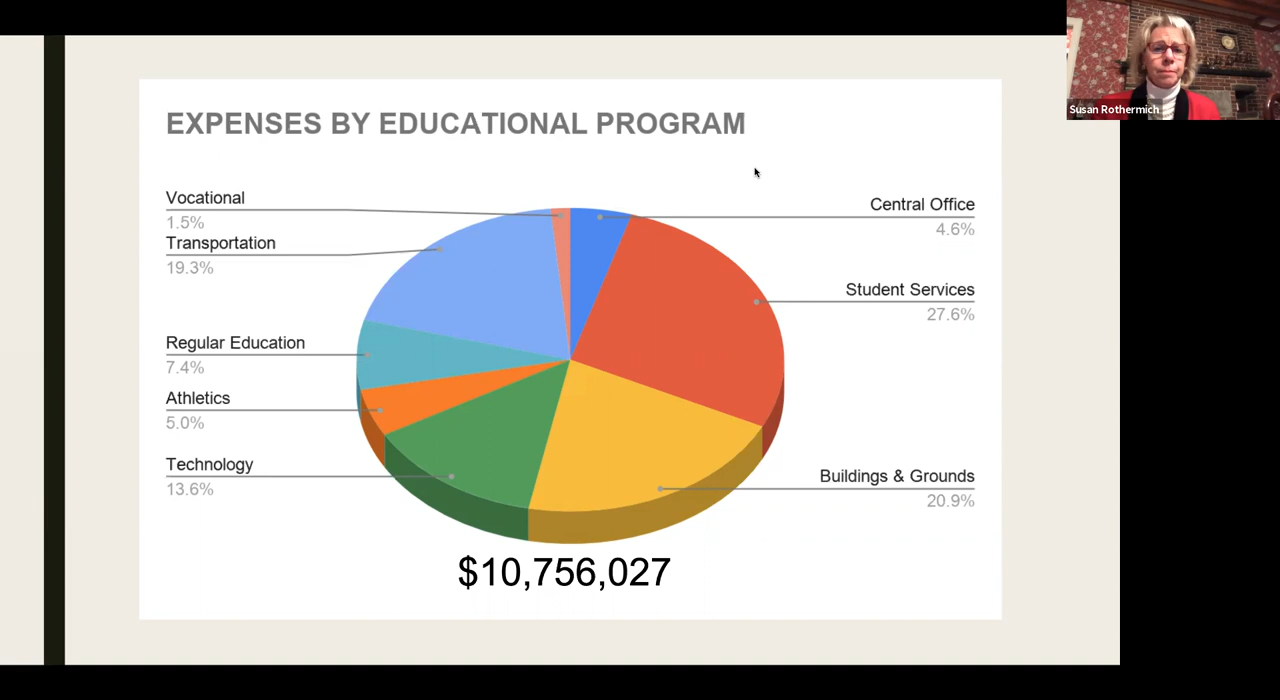 Susan Rothermich
EXPENSES BY EDUCATIONAL PROGRAM
Vocational
1.5%
Transportation
19.3%
Regular Education
7.4%
Athletics
5.0%
Technology
13.6%
Central Office
4.6%
Student Services
27.6%
Buildings & Grounds
20.9%
$10,756,027